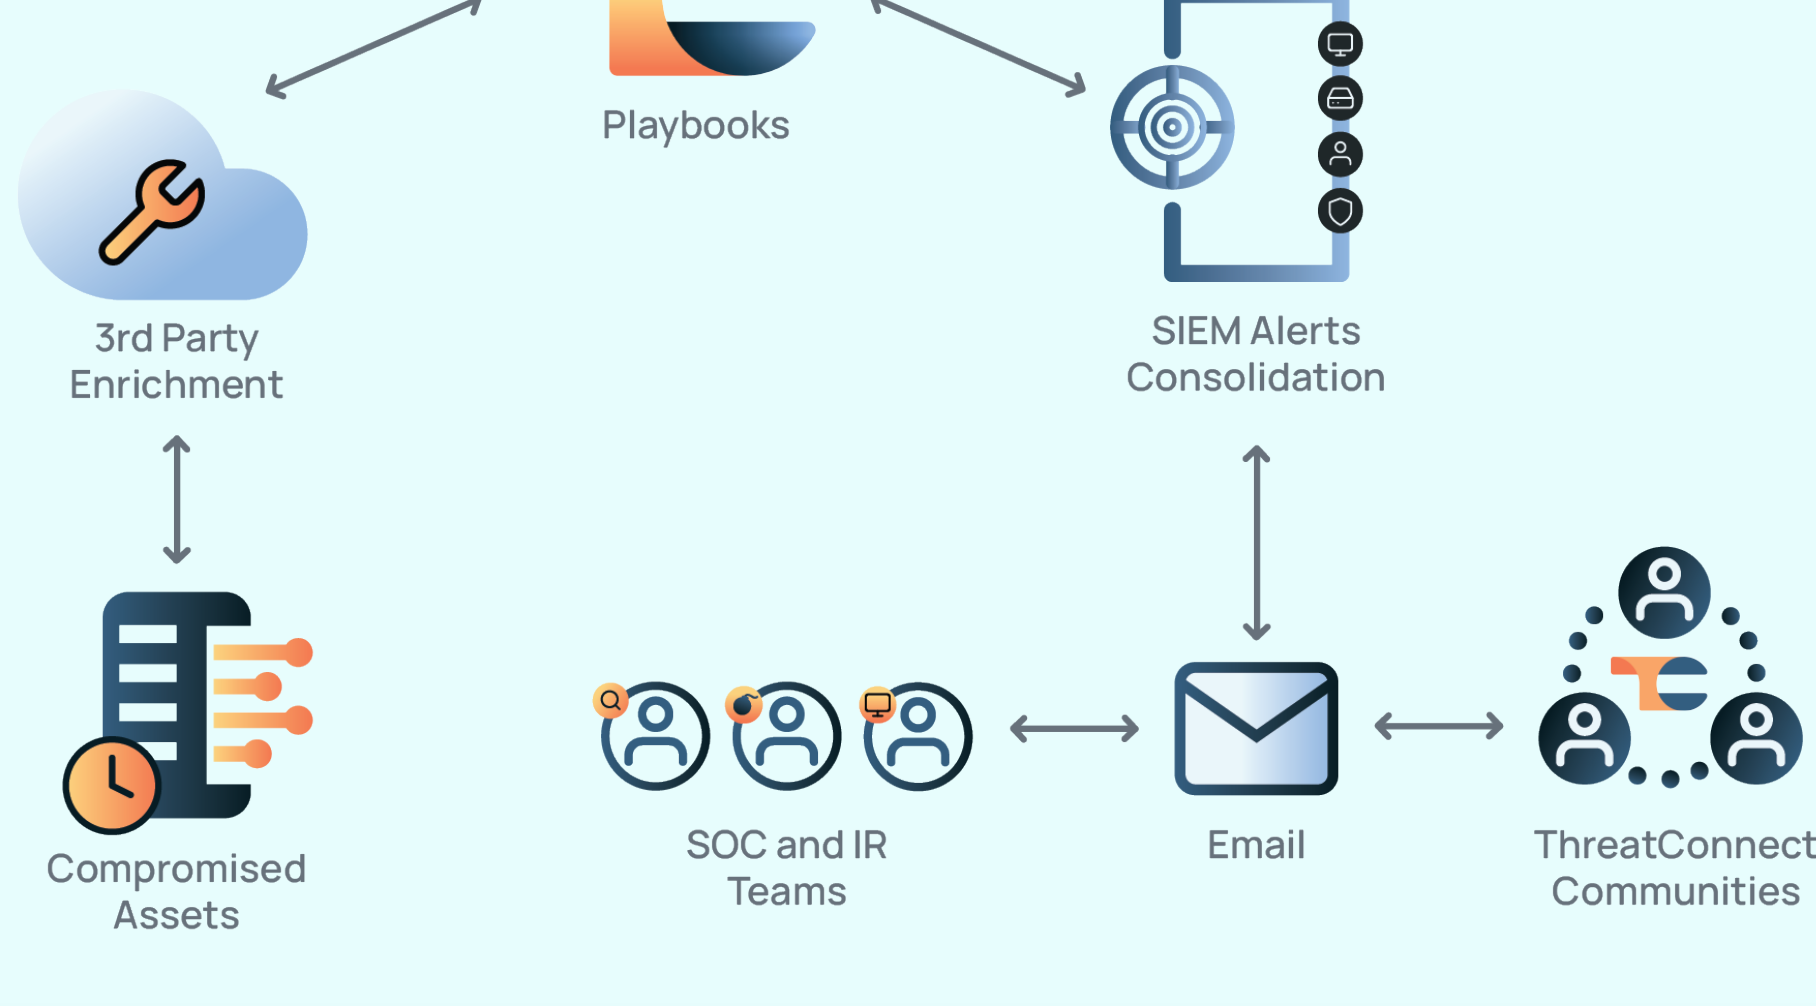 Playbooks
3rd Party
Enrichment
SIEM Alerts
Consolidation
Compromised
Assets
SOC and IR
Teams
Email
ThreatConnect
Communities